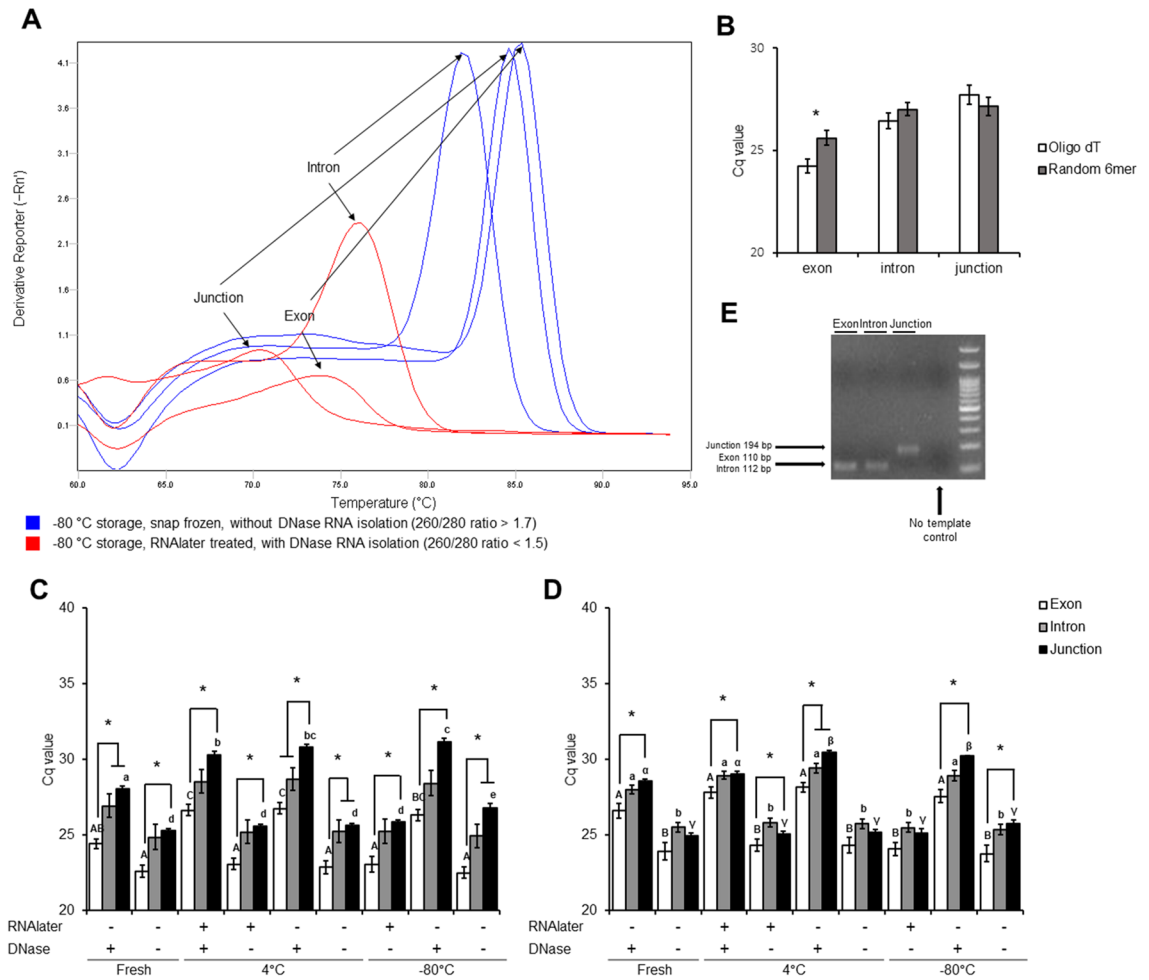 A
Derivative Reporter (−Rn')
4.1
3.6
3.1
2.6
2.1
1.6
1.1
0.6
0.1
Intron
Junction
Exon
60.0 65.0 70.0 75.0 80.0 85.0 90.0 95.0
Temperature (°C)
-80 °C storage, snap frozen, without DNase RNA isolation (260/280 ratio > 1.7)
-80 °C storage, RNAlater treated, with DNase RNA isolation (260/280 ratio < 1.5)
B
Cq value
30
25
20
*
exon intron junction
Oligo dT
Random 6mer
E
Exon Intron Junction
Junction 194 bp
Exon 110 bp
Intron 112 bp
No template
control
C
Cq value
40
35
30
25
20
* * * * * * * * *
AB a A d C b A d C bc A d A d BC c A e
RNAlater - - + + - - + - -
DNase + - + - + - - + -
Fresh 4°C -80°C
D
Cq value
40
35
30
25
20
* * * * * *
A a α B b γ A a α B b γ A a β B b γ B b γ A a β B b γ
RNAlater - - + + - - + - -
DNase + - + - + - - + -
Fresh 4°C -80°C
Exon
Intron
Junction